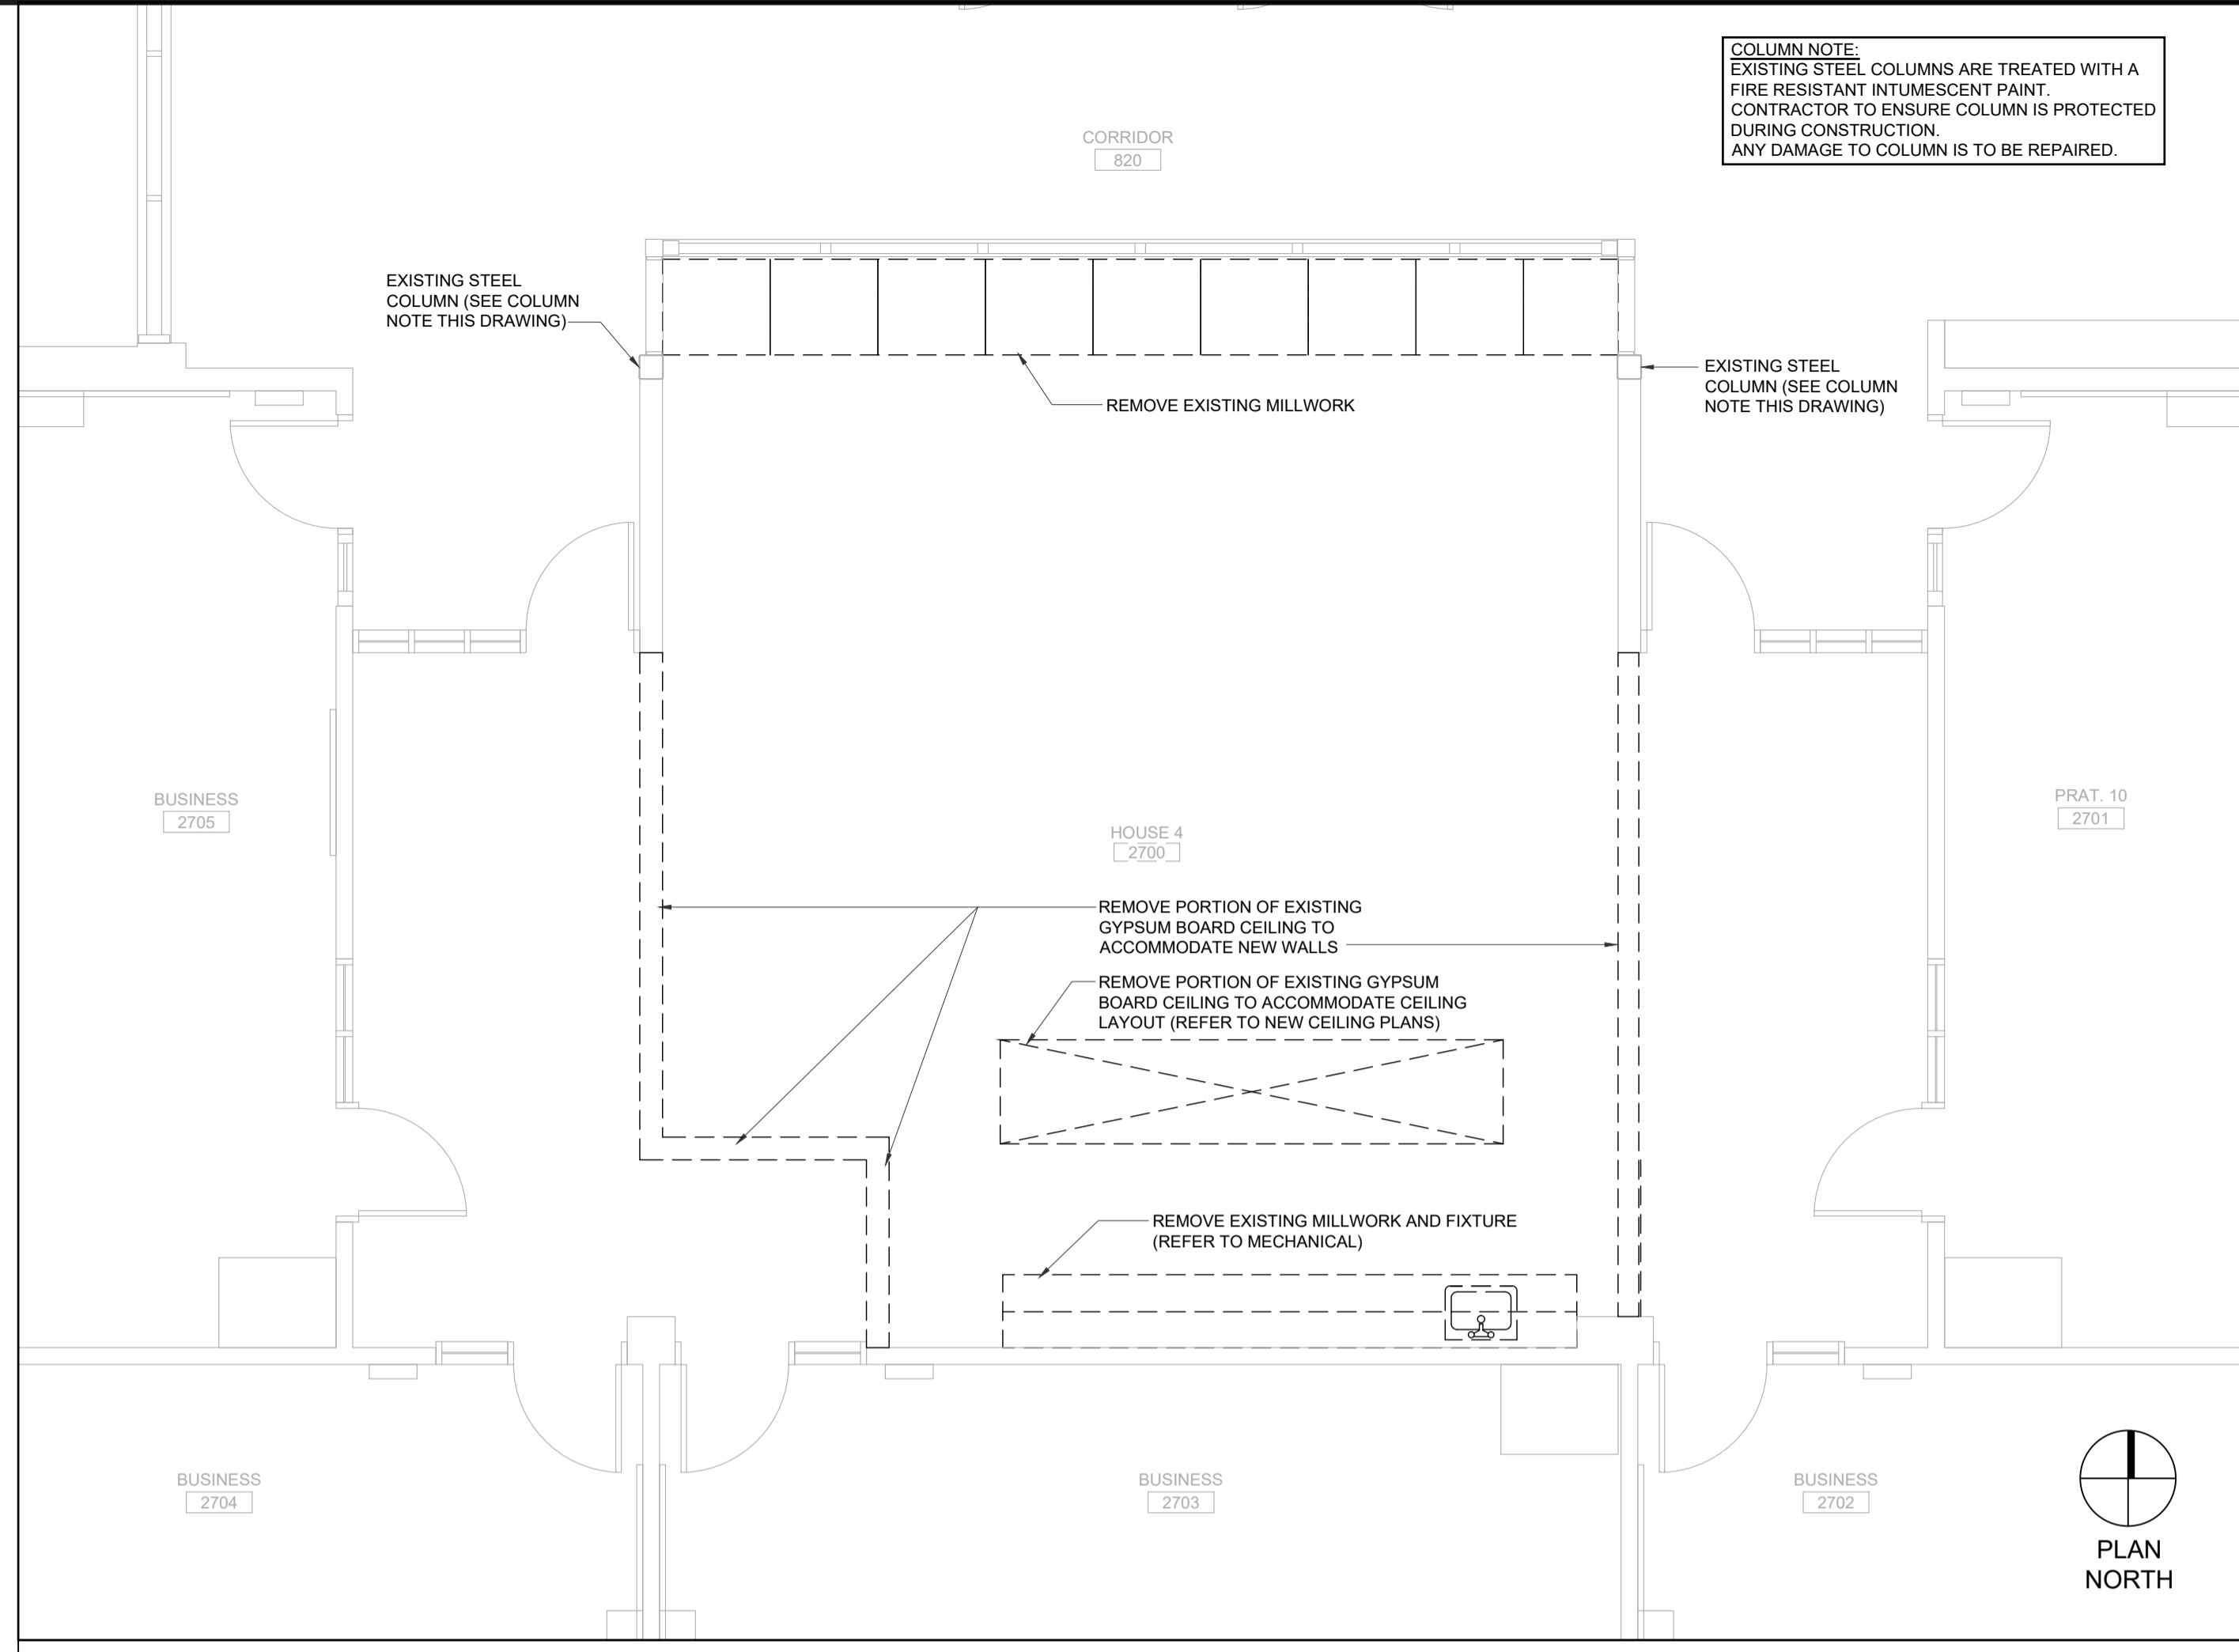 COLUMN NOTE:
EXISTING STEEL COLUMNS ARE TREATED WITH A
FIRE RESISTANT INTUMESCENT PAINT.
CONTRACTOR TO ENSURE COLUMN IS PROTECTED
DURING CONSTRUCTION.
ANY DAMAGE TO COLUMN IS TO BE REPAIRED.
CORRIDOR
820
EXISTING STEEL
COLUMN (SEE COLUMN
NOTE THIS DRAWING)
EXISTING STEEL
COLUMN (SEE COLUMN
NOTE THIS DRAWING)
REMOVE EXISTING MILLWORK
BUSINESS
2705
HOUSE 4
2700
PRAT. 10
2701
REMOVE PORTION OF EXISTING
GYPSUM BOARD CEILING TO
ACCOMMODATE NEW WALLS
REMOVE PORTION OF EXISTING GYPSUM
BOARD CEILING TO ACCOMMODATE CEILING
LAYOUT (REFER TO NEW CEILING PLANS)
REMOVE EXISTING MILLWORK AND FIXTURE
(REFER TO MECHANICAL)
BUSINESS
2704
BUSINESS
2703
BUSINESS
2702
PLAN
NORTH